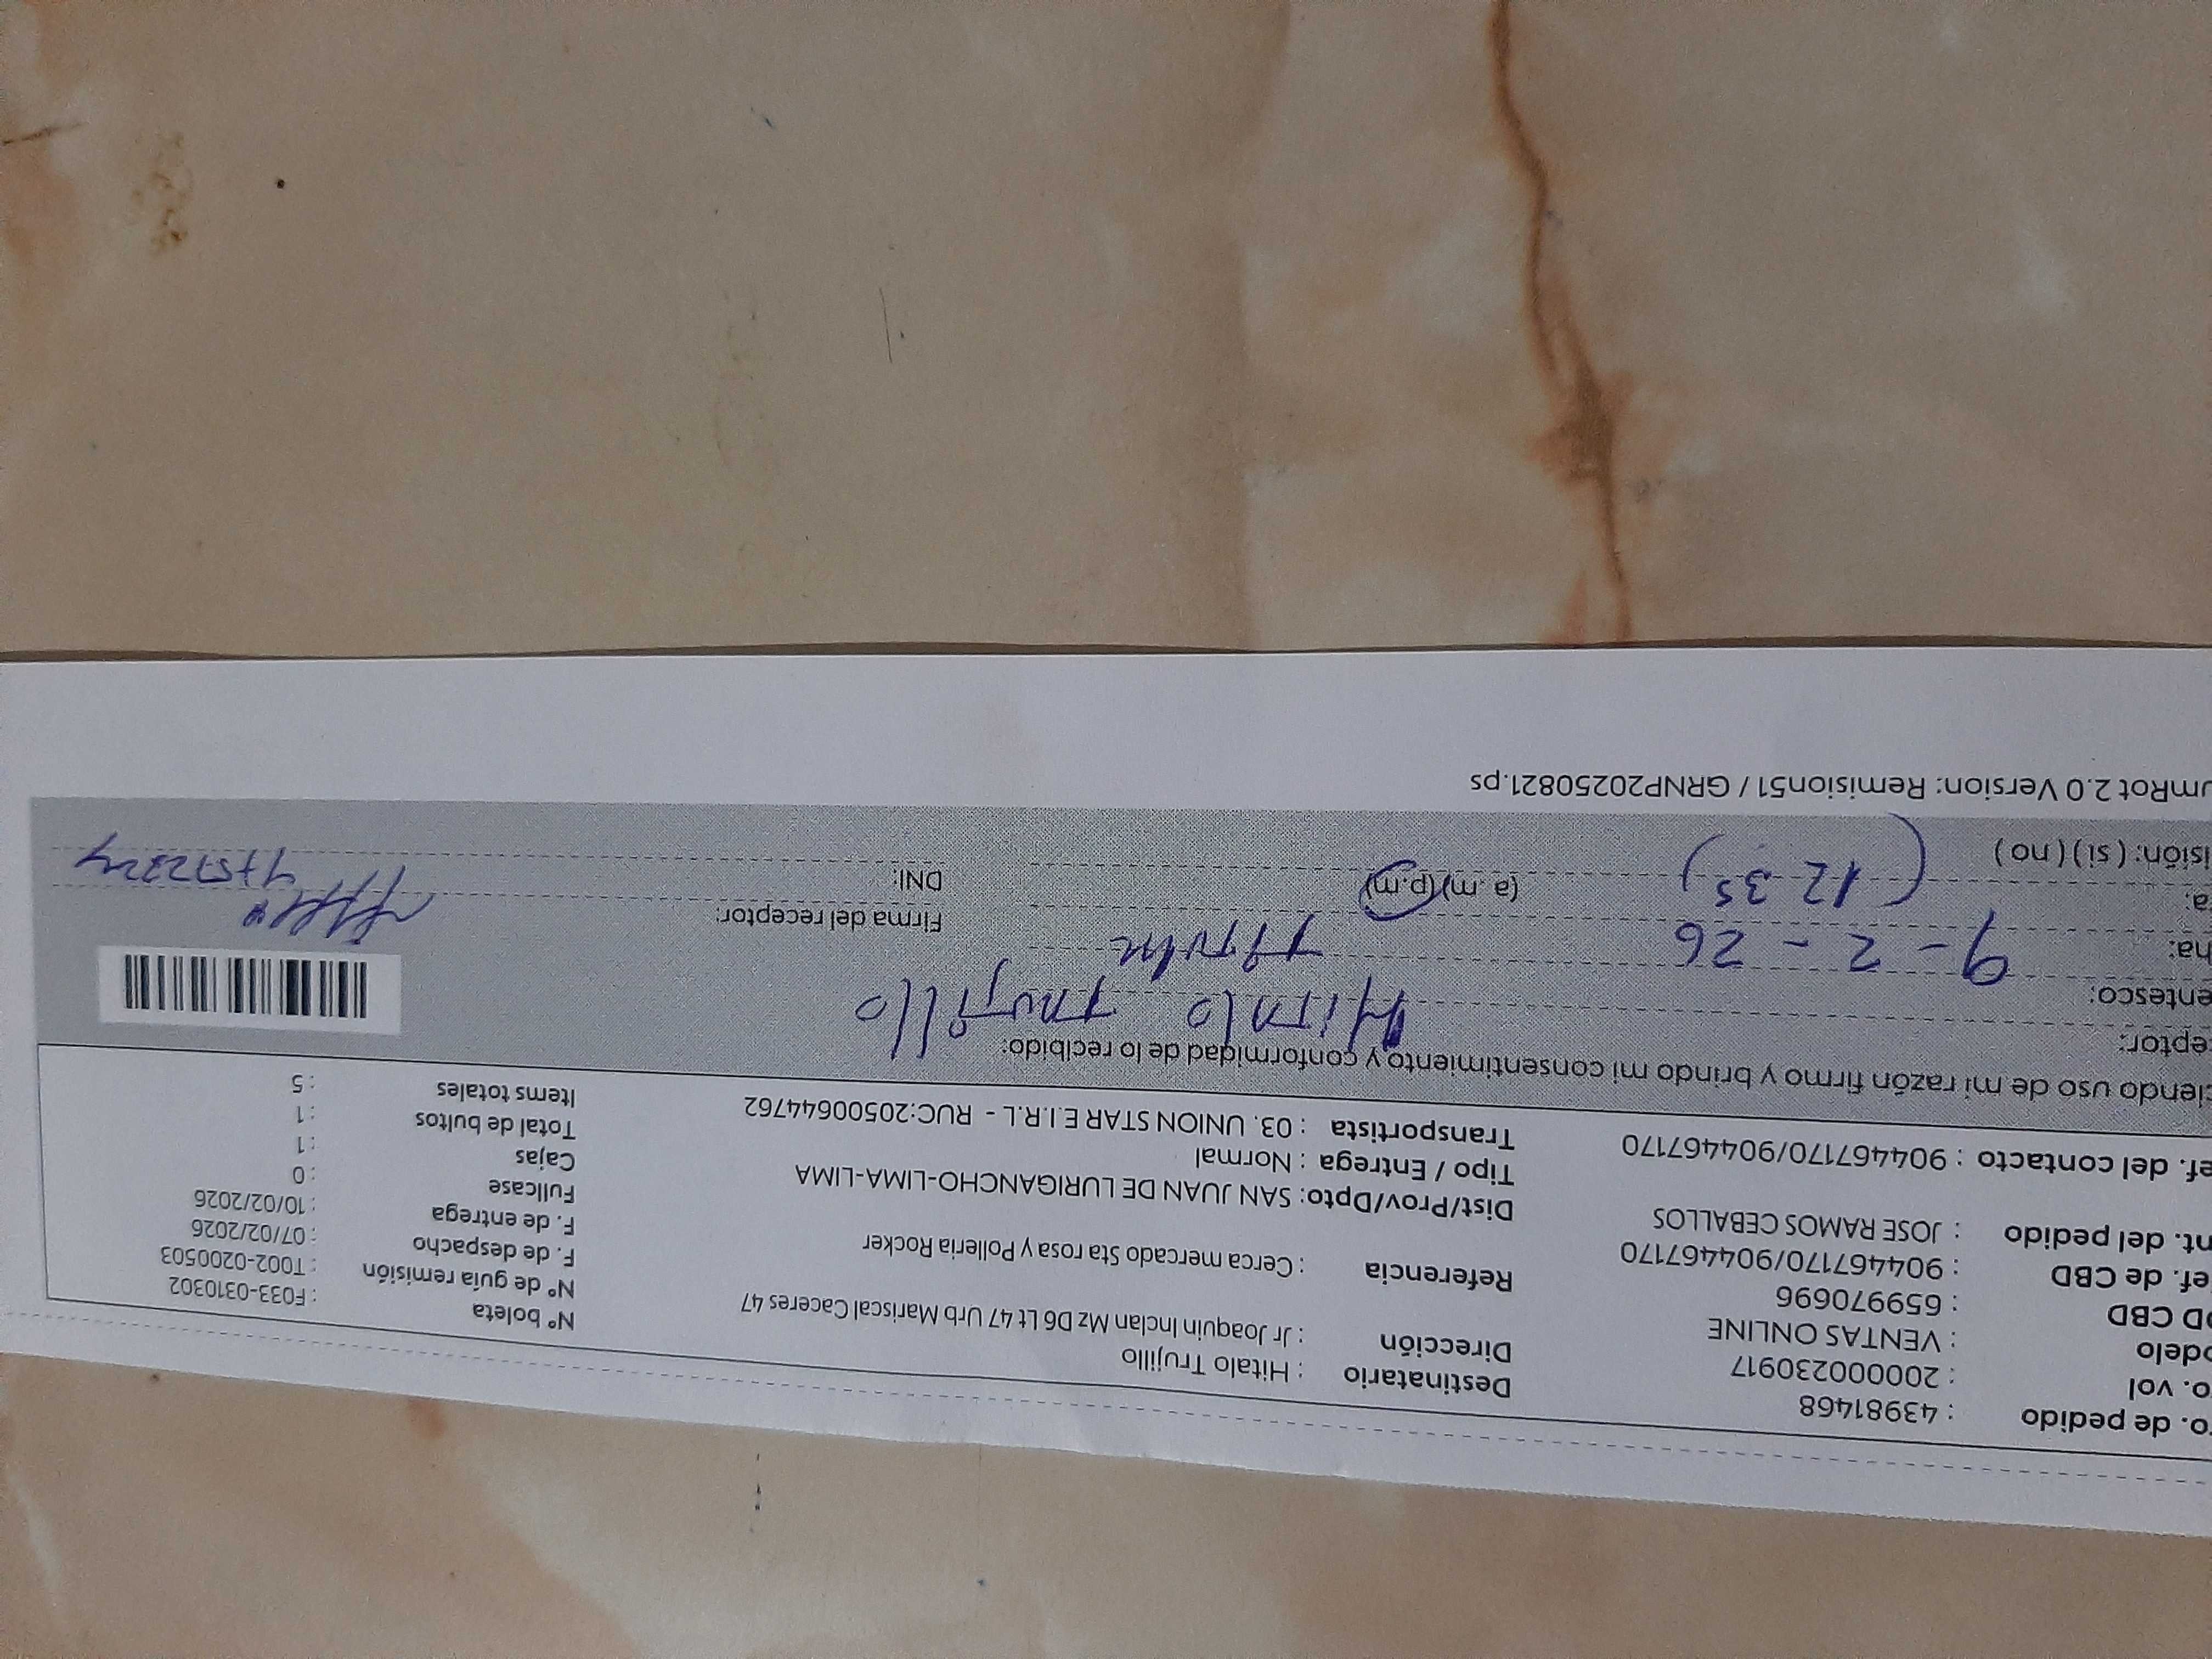 ro. de pedido : 43981468
o. vol : 20000230917
odelo : VENTAS ONLINE
OD CBD : 659970696
ef. de CBD : 904467170/904467170
nt. del pedido : JOSE RAMOS CEBALLOS
ef. del contacto : 904467170/904467170
Destinatario : Hitalo Trujillo
Dirección : Jr Joaquin Inclan Mz D6 Lt 47 Urb Mariscal Caceres 47
Referencia : Cerca mercado Sta rosa y Polleria Rocker
Dist/Prov/Dpto: SAN JUAN DE LURIGANCHO-LIMA-LIMA
Tipo / Entrega : Normal
Transportista : 03. UNION STAR E.I.R.L - RUC:20500644762
Nº boleta : F033-0310302
Nº de guía remisión : T002-0200503
F. de despacho : 07/02/2026
F. de entrega : 10/02/2026
Fullcase : 0
Cajas : 1
Total de bultos : 1
Items totales : 5
ciendo uso de mi razón firmo y brindo mi consentimiento y conformidad de lo recibido:
ceptor: Hitalo Trujillo
entesco: Titular
ha: 9 - 2 - 26
a: (12 35) (a. m) (p.m)
isión: ( si ) ( no )
Firma del receptor:
DNI:
umRot 2.0 Version: Remision51 / GRNP20250821.ps